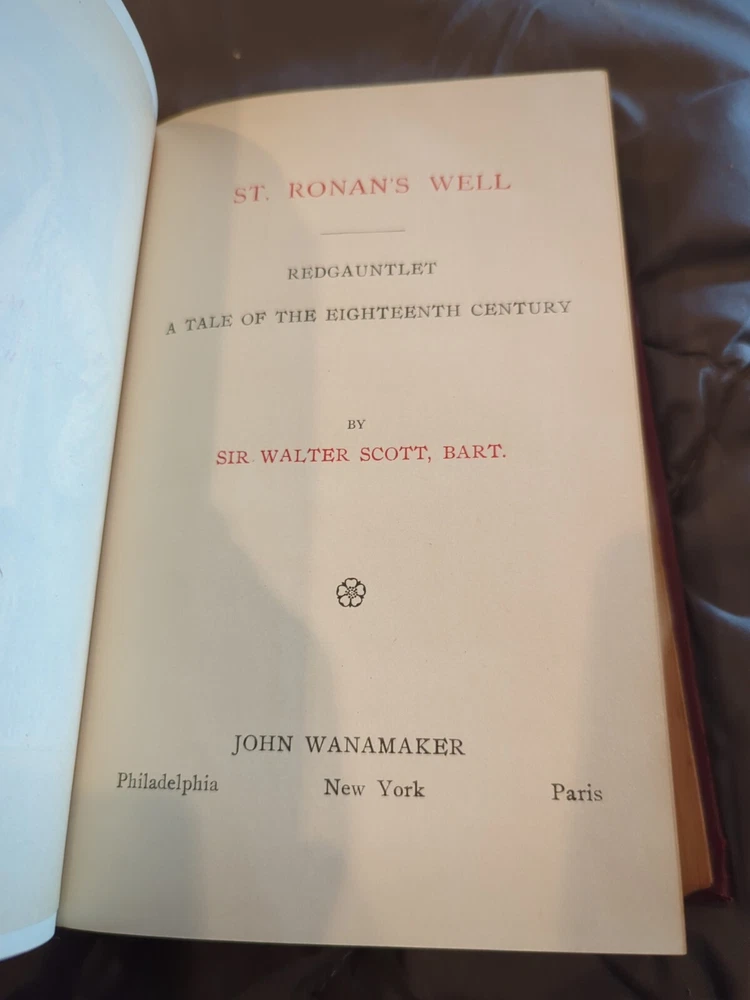 ST. RONAN'S WELL
REDGAUNTLET
A TALE OF THE EIGHTEENTH CENTURY
BY
SIR WALTER SCOTT, BART.
JOHN WANAMAKER
Philadelphia New York Paris